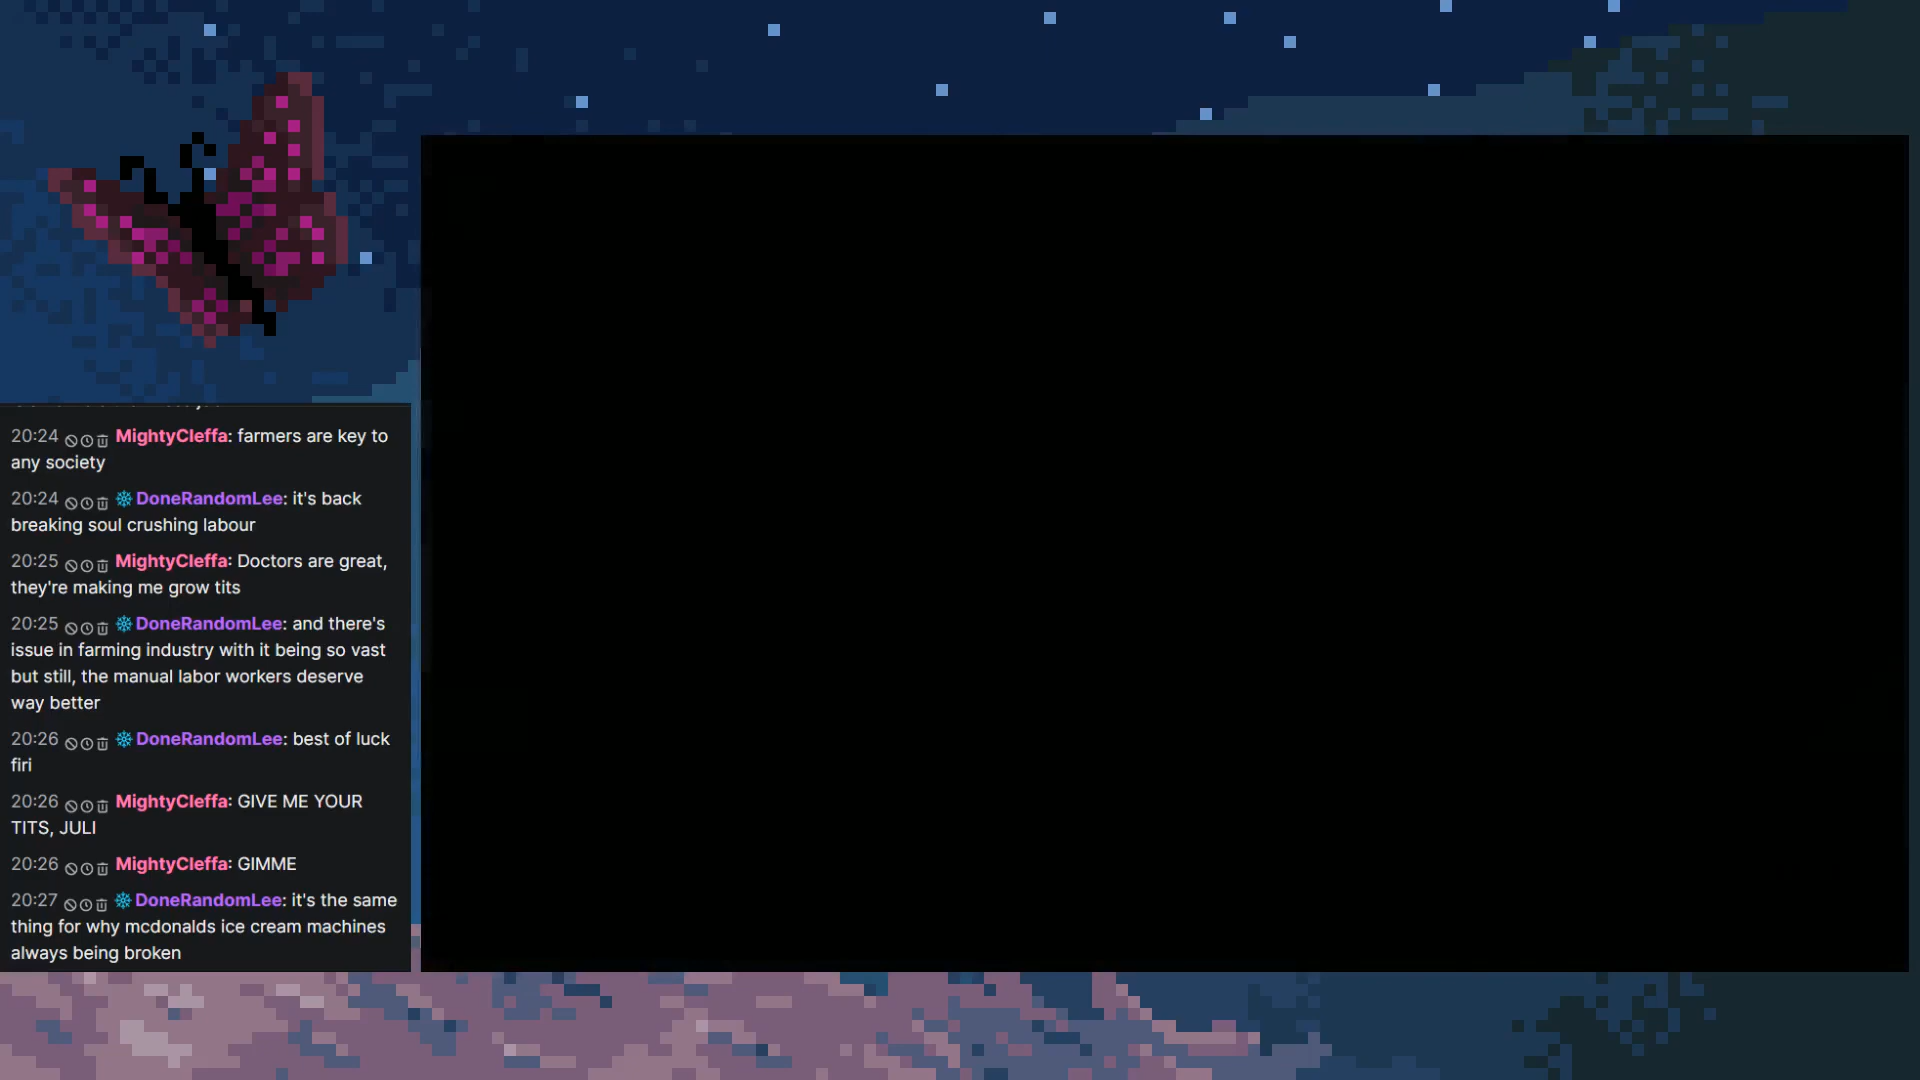 20:24 MightyCleffa: farmers are key to
any society
20:24 DoneRandomLee: it's back
breaking soul crushing labour
20:25 MightyCleffa: Doctors are great,
they're making me grow tits
20:25 DoneRandomLee: and there's
issue in farming industry with it being so vast
but still, the manual labor workers deserve
way better
20:26 DoneRandomLee: best of luck
firi
20:26 MightyCleffa: GIVE ME YOUR
TITS, JULI
20:26 MightyCleffa: GIMME
20:27 DoneRandomLee: it's the same
thing for why mcdonalds ice cream machines
always being broken